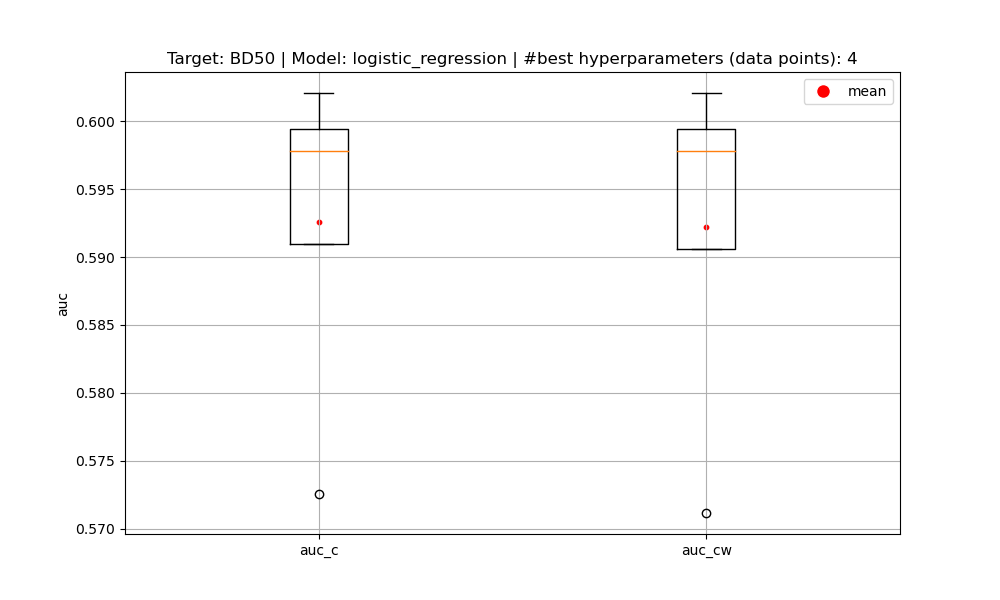 Target: BD50 | Model: logistic_regression | #best hyperparameters (data points): 4
mean
0.600
0.595
0.590
0.585
0.580
0.575
0.570
auc
auc_c
auc_cw